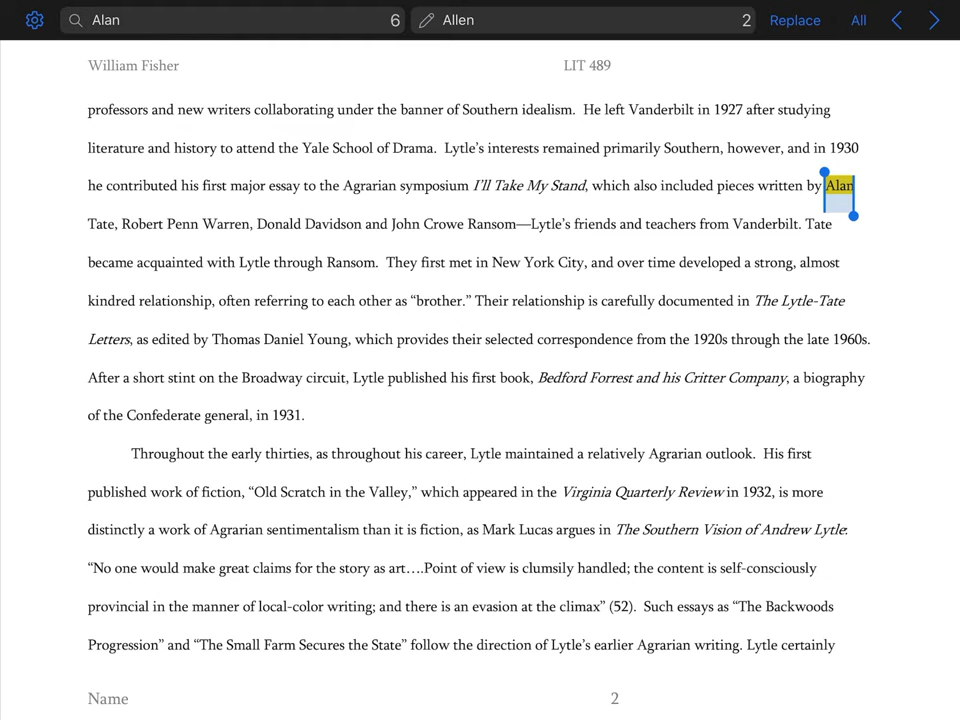 Alan 6 Allen 2 Replace All
William Fisher LIT 489
professors and new writers collaborating under the banner of Southern idealism.  He left Vanderbilt in 1927 after studying
literature and history to attend the Yale School of Drama.  Lytle’s interests remained primarily Southern, however, and in 1930
he contributed his first major essay to the Agrarian symposium I’ll Take My Stand, which also included pieces written by Alan
Tate, Robert Penn Warren, Donald Davidson and John Crowe Ransom—Lytle’s friends and teachers from Vanderbilt. Tate
became acquainted with Lytle through Ransom.  They first met in New York City, and over time developed a strong, almost
kindred relationship, often referring to each other as “brother.” Their relationship is carefully documented in The Lytle-Tate
Letters, as edited by Thomas Daniel Young, which provides their selected correspondence from the 1920s through the late 1960s.
After a short stint on the Broadway circuit, Lytle published his first book, Bedford Forrest and his Critter Company, a biography
of the Confederate general, in 1931.
Throughout the early thirties, as throughout his career, Lytle maintained a relatively Agrarian outlook.  His first
published work of fiction, “Old Scratch in the Valley,” which appeared in the Virginia Quarterly Review in 1932, is more
distinctly a work of Agrarian sentimentalism than it is fiction, as Mark Lucas argues in The Southern Vision of Andrew Lytle:
“No one would make great claims for the story as art….Point of view is clumsily handled; the content is self-consciously
provincial in the manner of local-color writing; and there is an evasion at the climax” (52).  Such essays as “The Backwoods
Progression” and “The Small Farm Secures the State” follow the direction of Lytle’s earlier Agrarian writing. Lytle certainly
Name 2